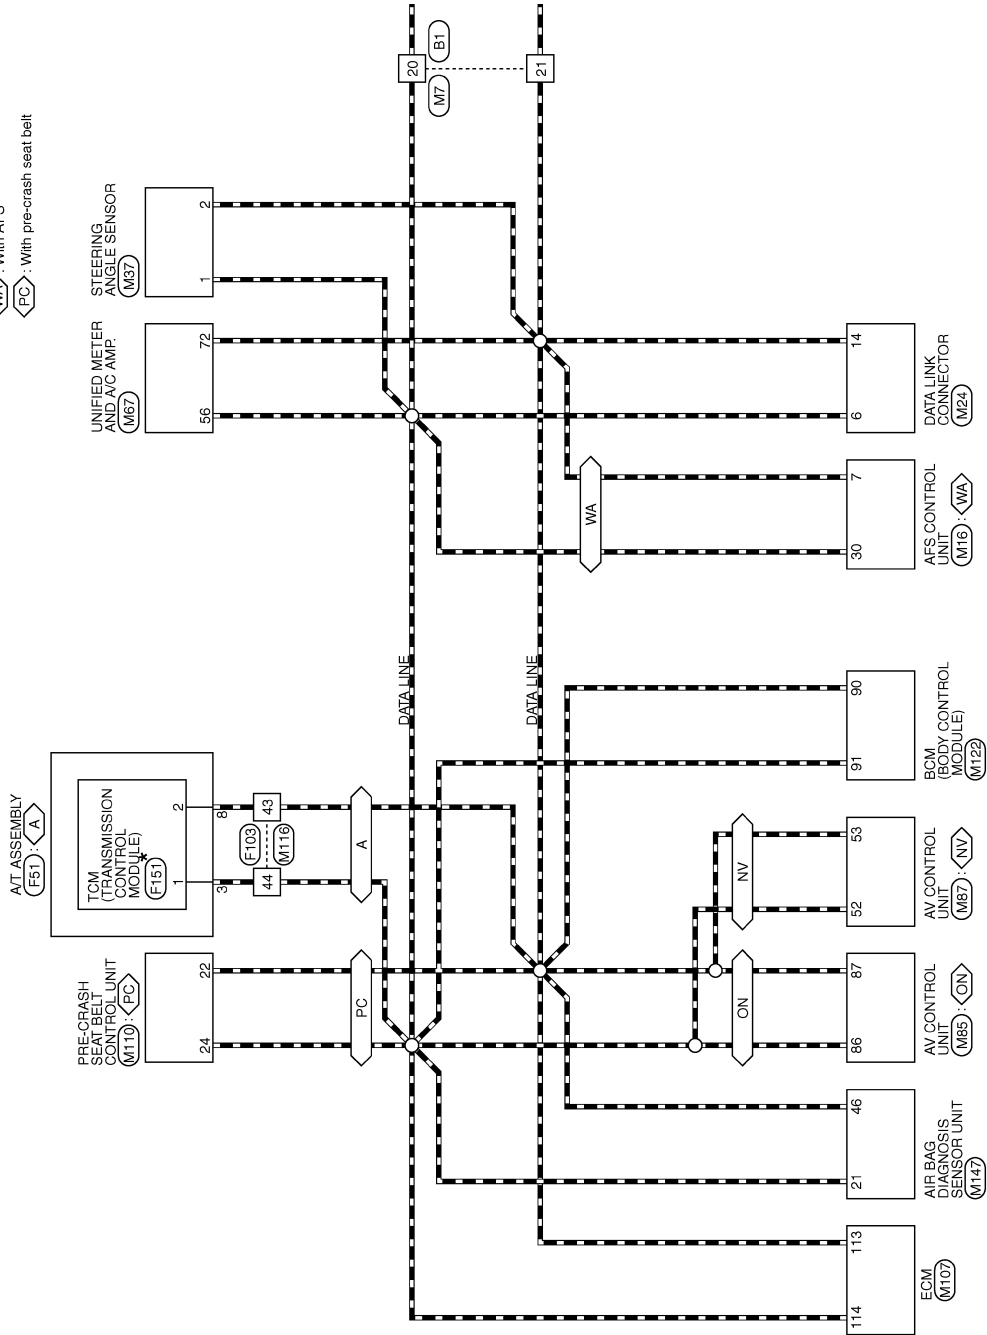 WA : With AFS
PC : With pre-crash seat belt
A/T ASSEMBLY
F51 : A
TCM
(TRANSMISSION
CONTROL
MODULE)
*
F151
1
2
3
8
44
43
F103
M116
A
PRE-CRASH
SEAT BELT
CONTROL UNIT
M110 : PC
24
22
PC
UNIFIED METER
AND A/C AMP.
M67
56
72
STEERING
ANGLE SENSOR
M37
1
2
DATA LINE
20
M7
B1
DATA LINE
21
WA
NV
ON
114
113
ECM
M107
21
46
AIR BAG
DIAGNOSIS
SENSOR UNIT
M147
86
87
AV CONTROL
UNIT
M85 : ON
52
53
AV CONTROL
UNIT
M87 : NV
91
90
BCM
(BODY CONTROL
MODULE)
M122
30
7
AFS CONTROL
UNIT
M16 : WA
6
14
DATA LINK
CONNECTOR
M24